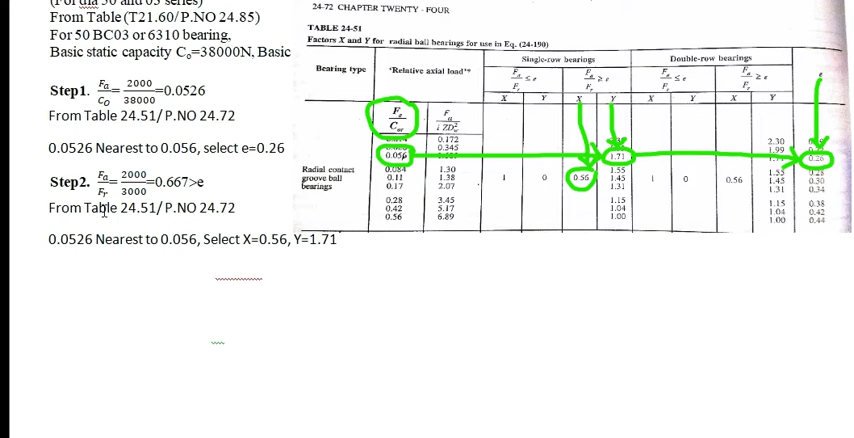 (For dia 50 and 03 series)
From Table (T21.60/P.NO 24.85)
For 50 BC03 or 6310 bearing,
Basic static capacity Cₒ=38000N, Basic
Step1. Fa/CO = 2000/38000 =0.0526
From Table 24.51/ P.NO 24.72
0.0526 Nearest to 0.056, select e=0.26
Step2. Fa/Fr = 2000/3000 =0.667>e
From Table 24.51/ P.NO 24.72
0.0526 Nearest to 0.056, Select X=0.56, Y=1.71
24-72 CHAPTER TWENTY - FOUR
TABLE 24-51
Factors X and Y for radial ball bearings for use in Eq. (24-190)
Single-row bearings Double-row bearings
Bearing type *Relative axial load** Fa/Fr ≤ e Fa/Fr ≥ e Fa/Fr ≤ e Fa/Fr ≥ e e
X Y X Y X Y X Y
Fa/Cor Fa/i ZD²w
0.172 2.30
0.345 1.99
0.056 1.71 0.26
0.084 1.30 1.55 1.55 0.28
Radial contact groove ball bearings 0.11 1.38 1 0 0.56 1.45 1 0 0.56 1.45 0.30
0.17 2.07 1.31 1.31 0.34
0.28 3.45 1.15 1.15 0.38
0.42 5.17 1.04 1.04 0.42
0.56 6.89 1.00 1.00 0.44